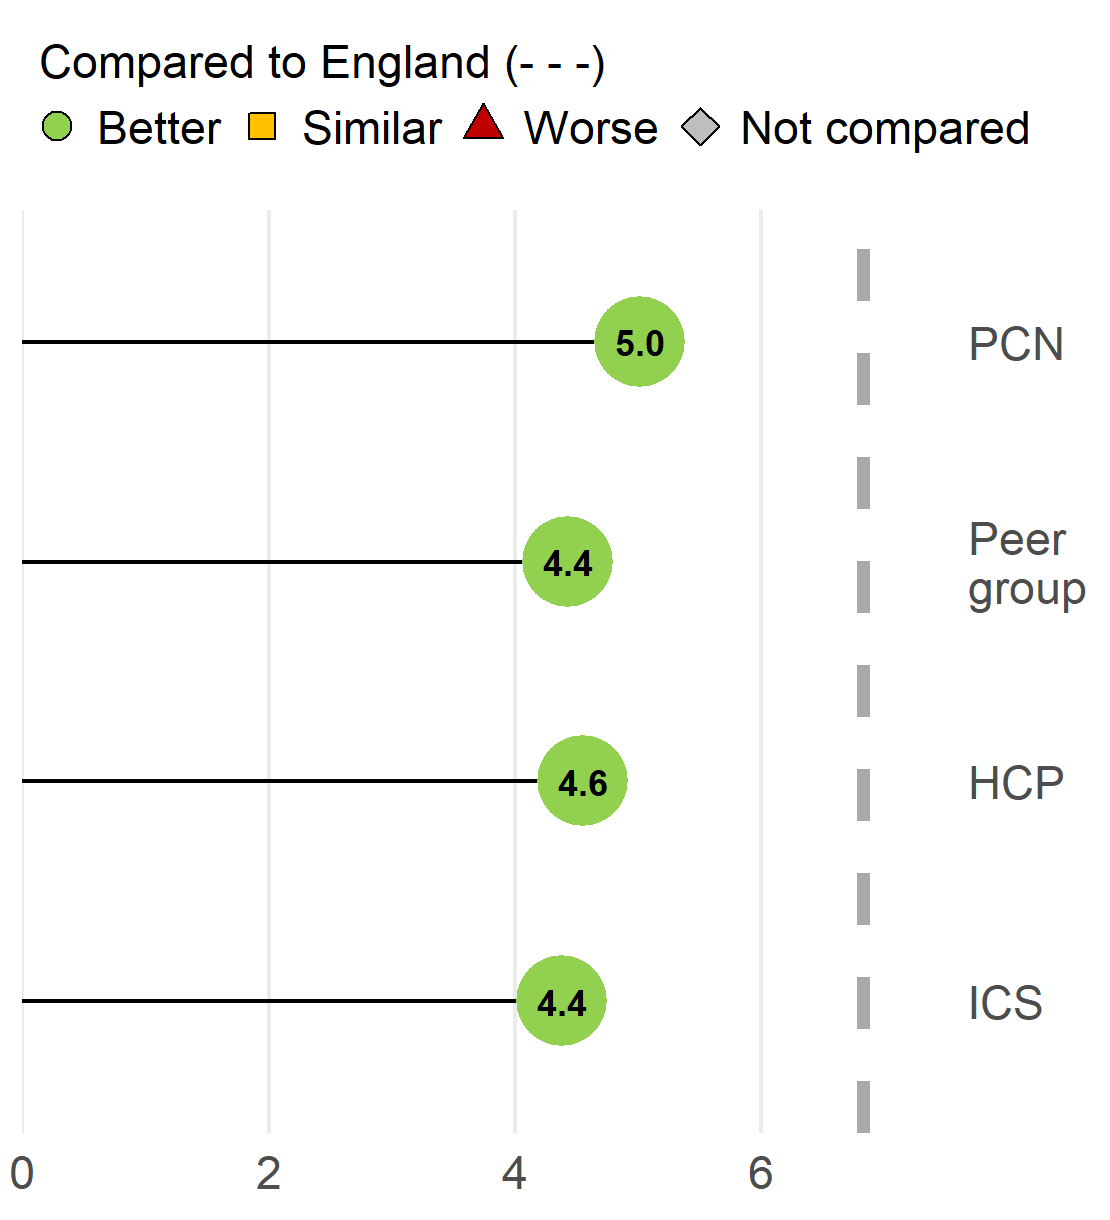 Compared to England (- - -)
Better Similar Worse Not compared
5.0 PCN
4.4 Peer
group
4.6 HCP
4.4 ICS
0 2 4 6